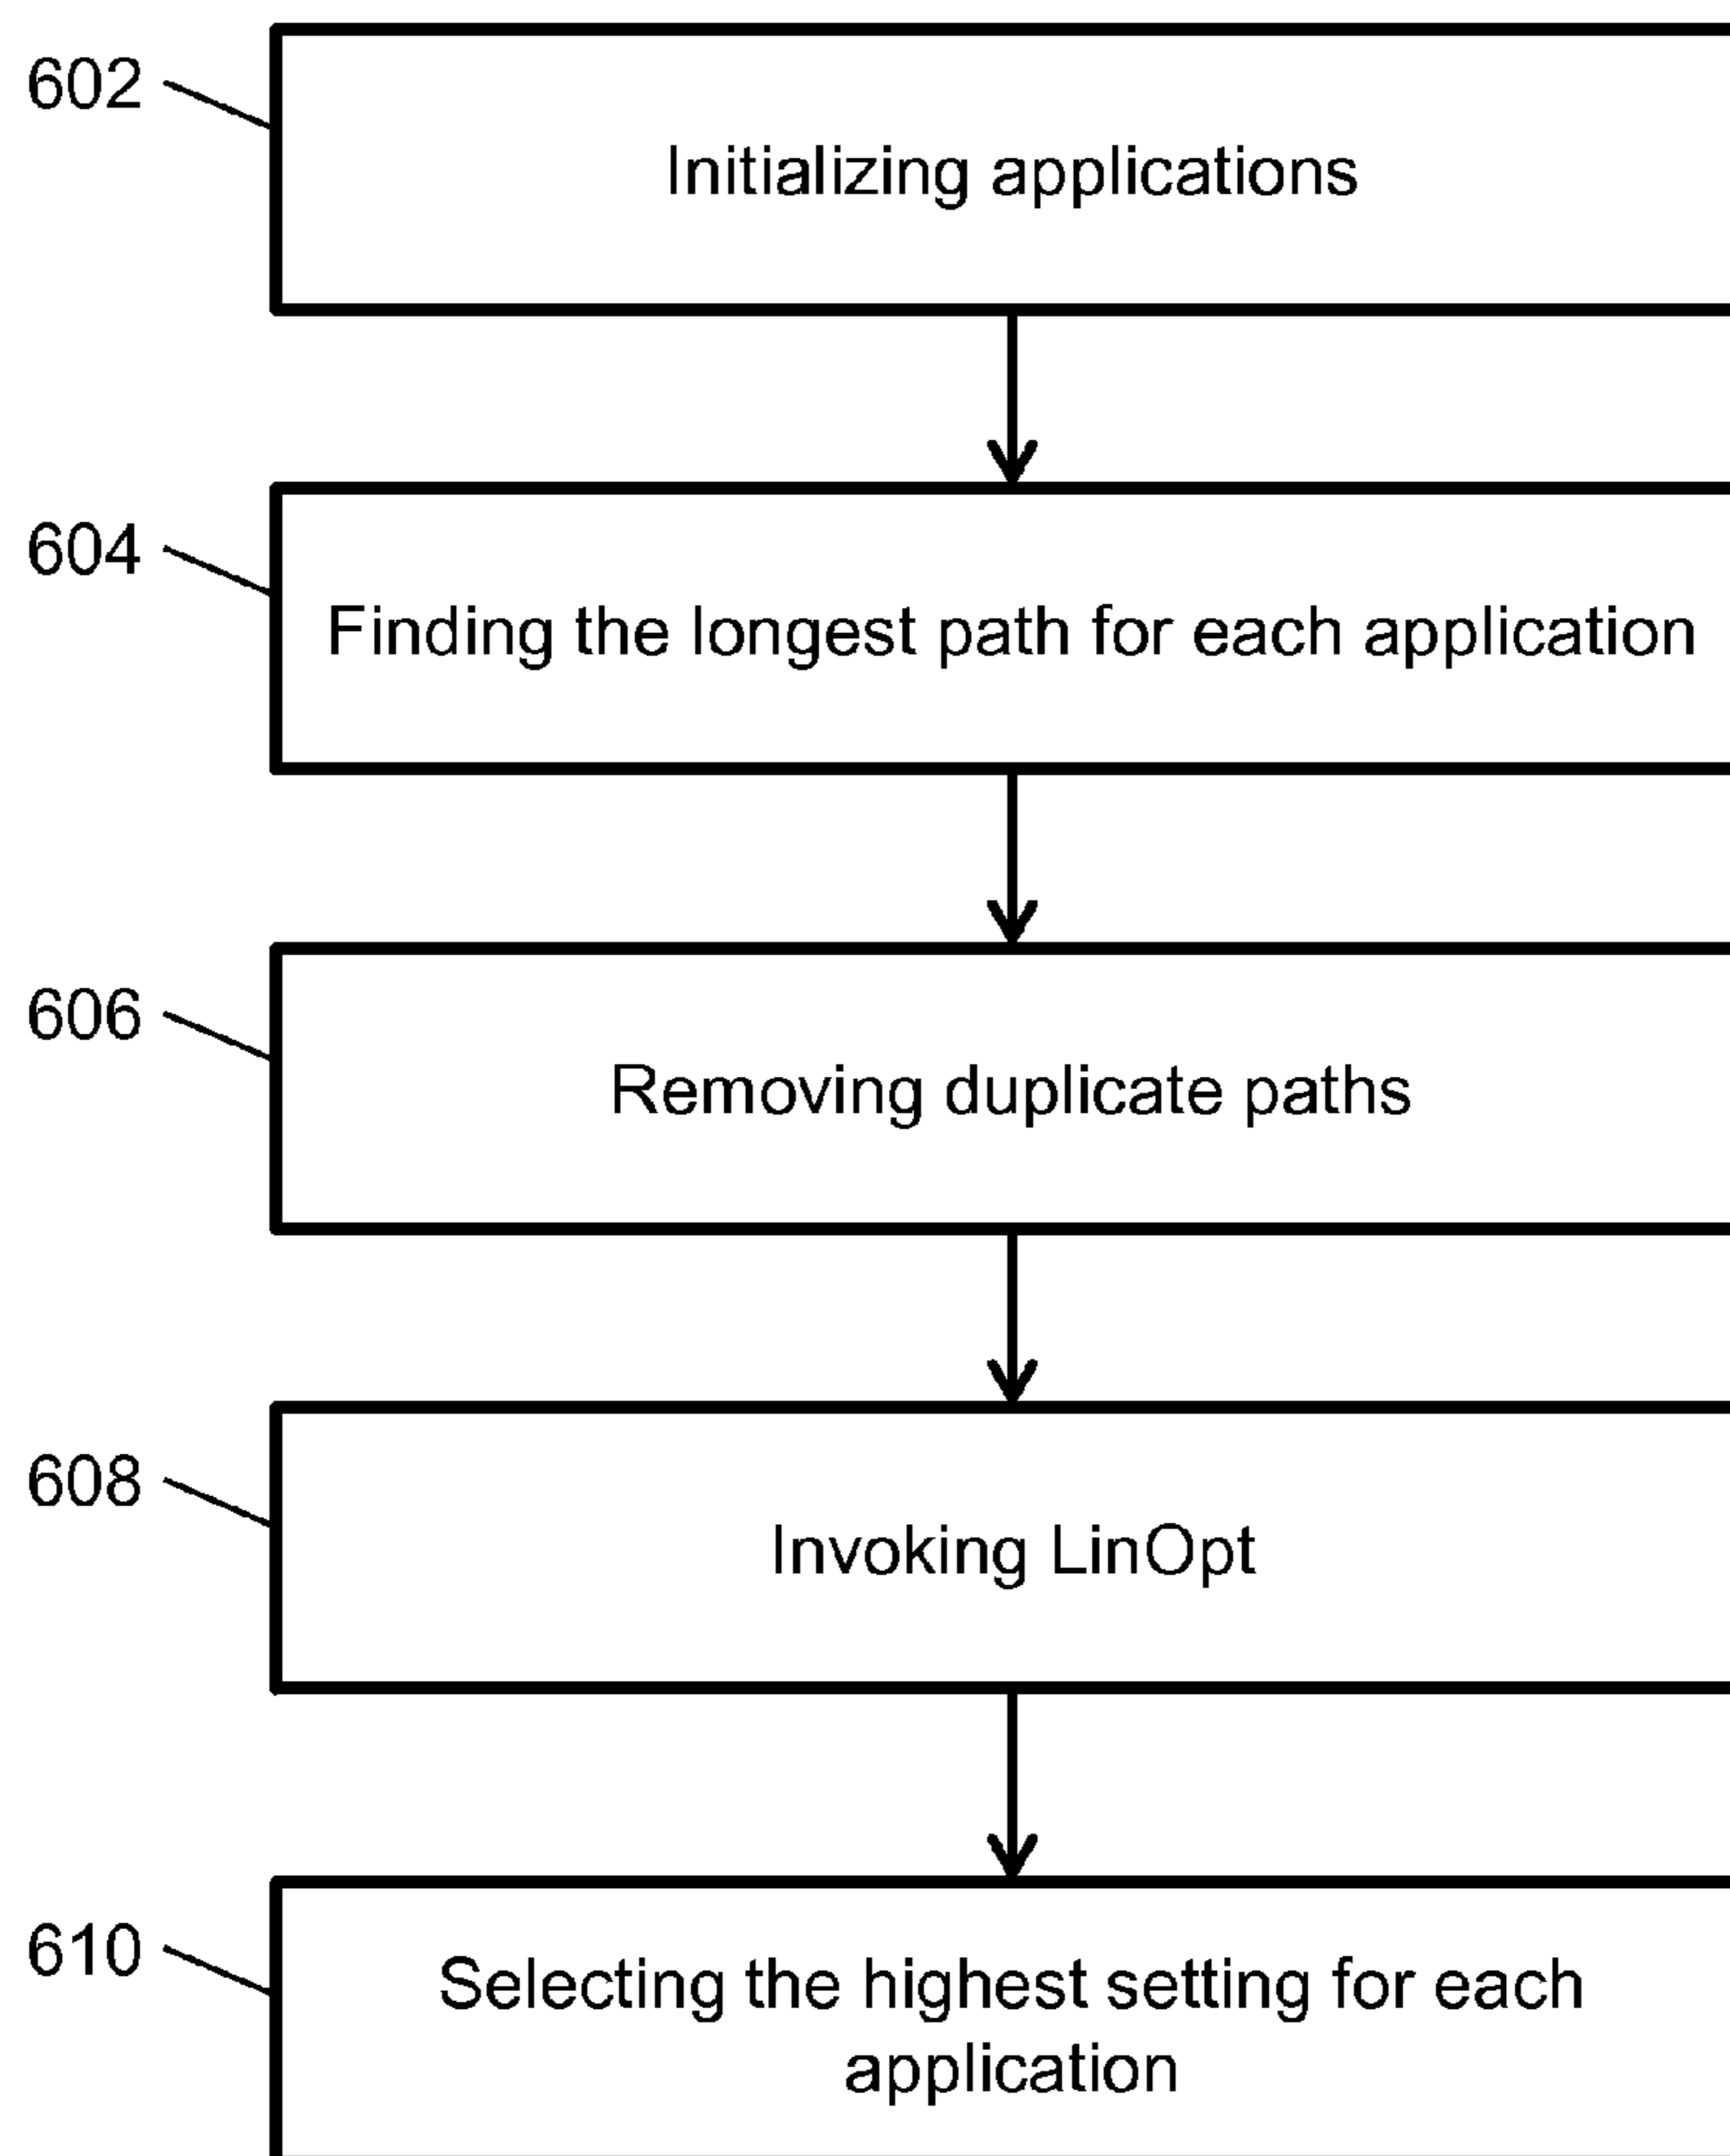 602
Initializing applications
604
Finding the longest path for each application
606
Removing duplicate paths
608
Invoking LinOpt
610
Selecting the highest setting for each
application